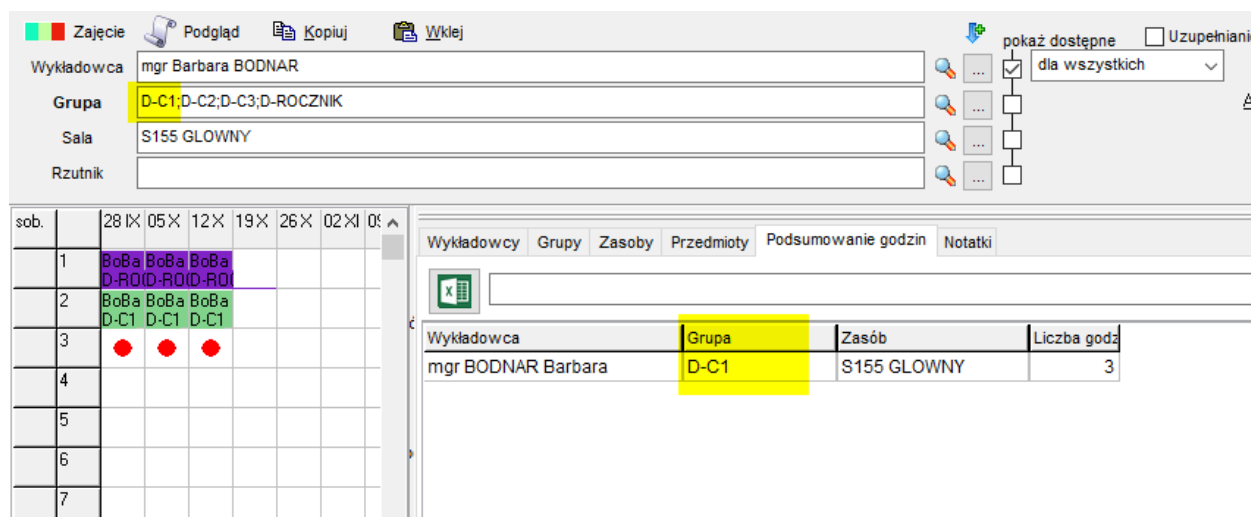 Zajęcie Podgląd Kopiuj Wklej
pokaż dostępne
Wykładowca mgr Barbara BODNAR ... dla wszystkich
Grupa D-C1;D-C2;D-C3;D-ROCZNIK ...
Sala S155 GLOWNY ...
Rzutnik ...
sob. 28 IX 05 X 12 X 19 X 26 X 02 XI
Wykładowcy Grupy Zasoby Przedmioty Podsumowanie godzin Notatki
1 BoBa BoBa BoBa
2 BoBa BoBa BoBa
D-C1 D-C1 D-C1
3
4
5
6
7
Wykładowca Grupa Zasób Liczba
mgr BODNAR Barbara D-C1 S155 GLOWNY 3